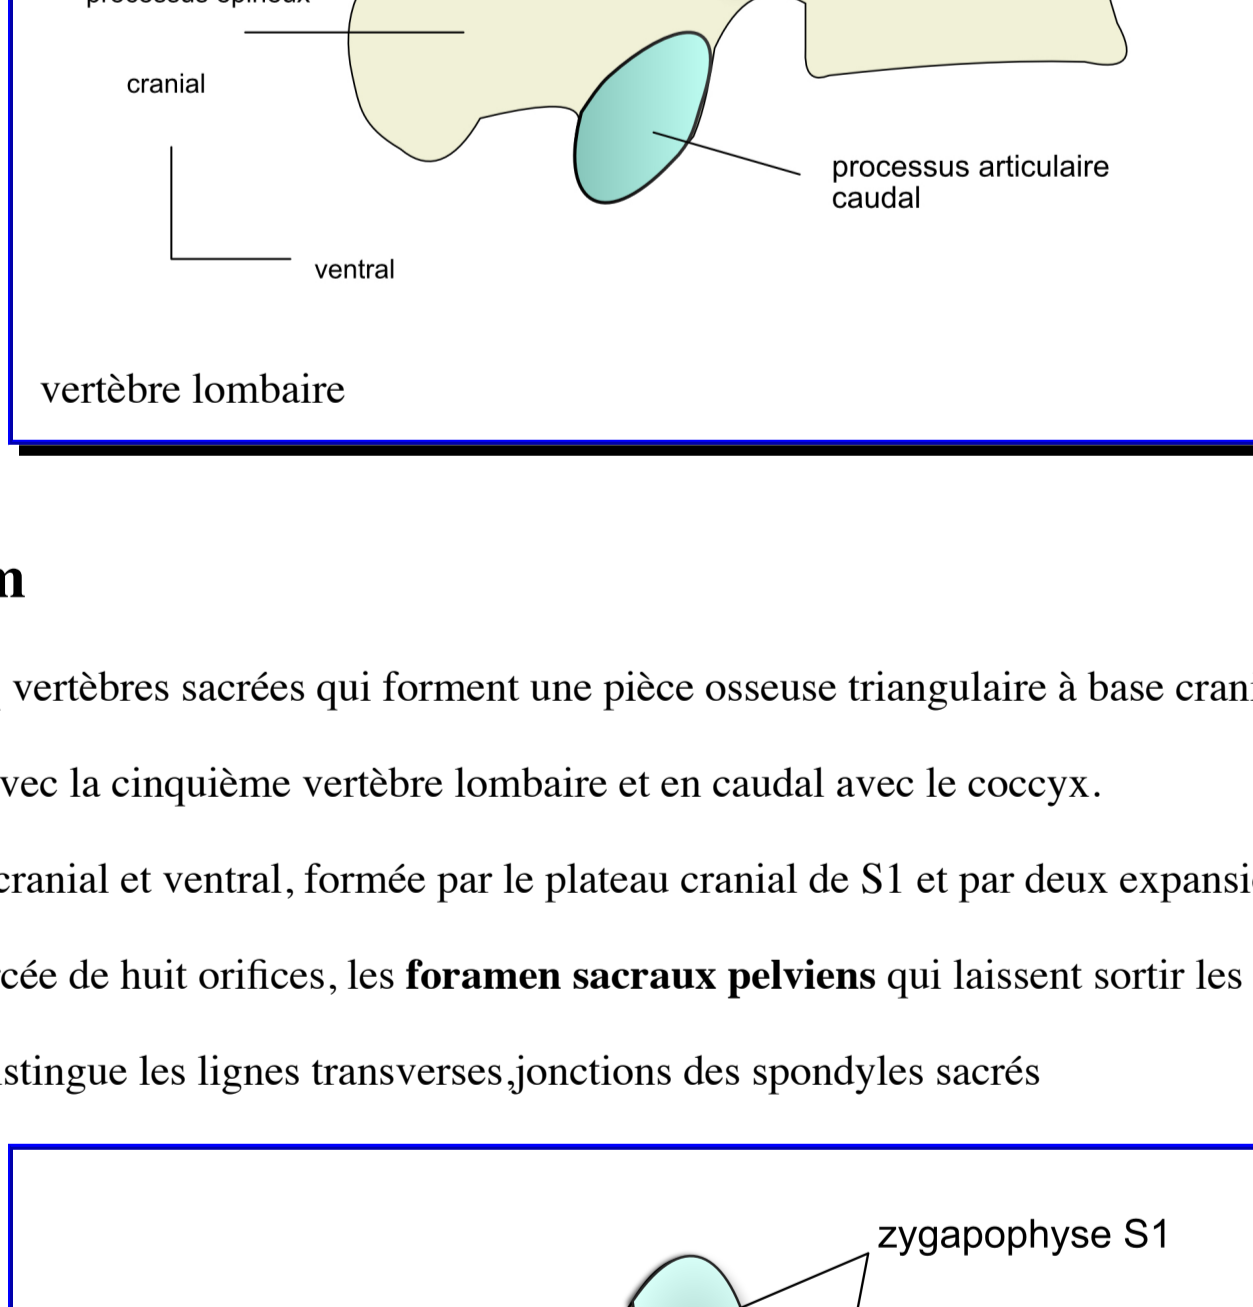 processus spineux
cranial
processus articulaire
caudal
ventral
vertèbre lombaire
vertèbres sacrées qui forment une pièce osseuse triangulaire à base
vec la cinquième vertèbre lombaire et en caudal avec le coccyx.
cranial et ventral, formée par le plateau cranial de S1 et par deux
cée de huit orifices, les foramen sacraux pelviens qui laissent sortir les
stingue les lignes transverses,jonctions des spondyles sacrés
zygapophyse S1